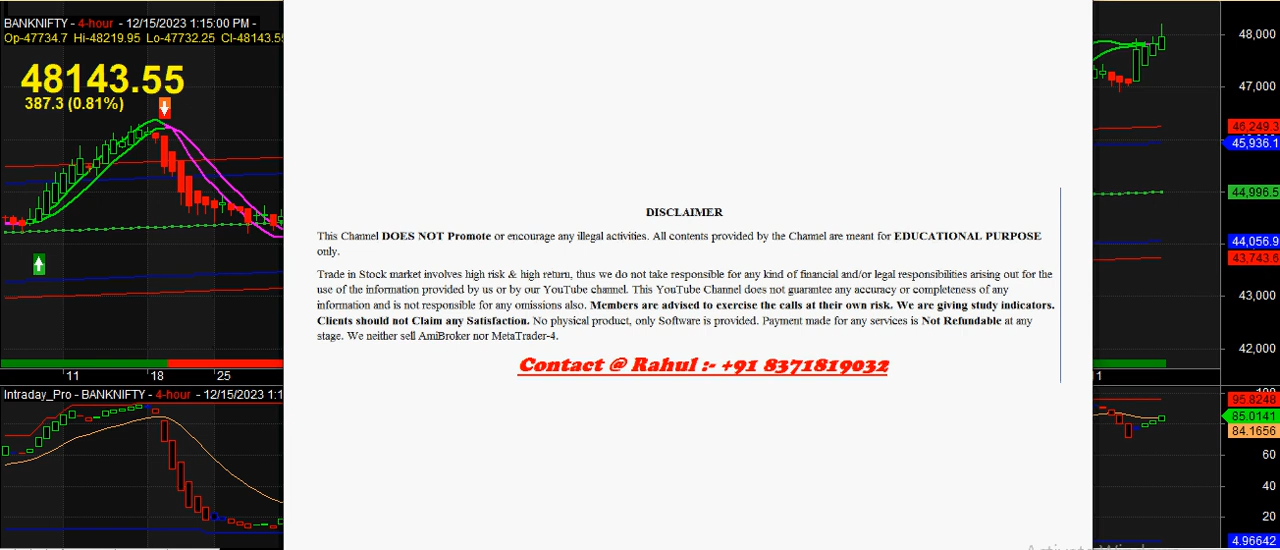 BANKNIFTY - 4-hour - 12/15/2023 1:15:00 PM -
Op-47734.7 Hi-48219.95 Lo-47732.25 Cl-48143.55
48143.55
387.3 (0.81%)
11 18 25
Intraday_Pro - BANKNIFTY - 4-hour - 12/15/2023 1:1
DISCLAIMER
This Channel DOES NOT Promote or encourage any illegal activities. All contents provided by the Channel are meant for EDUCATIONAL PURPOSE
only.
Trade in Stock market involves high risk & high return, thus we do not take responsible for any kind of financial and/or legal responsibilities arising out for the
use of the information provided by us or by our YouTube channel. This YouTube Channel does not guarantee any accuracy or completeness of any
information and is not responsible for any omissions also. Members are advised to exercise the calls at their own risk. We are giving study indicators.
Clients should not Claim any Satisfaction. No physical product, only Software is provided. Payment made for any services is Not Refundable at any
stage. We neither sell AmiBroker nor MetaTrader-4.
Contact @ Rahul :- +91 8371819032
48,000
47,000
46,249.3
45,936.1
44,996.5
44,056.9
43,743.6
43,000
42,000
1
100
95.8248
85.0141
84.1656
60
40
20
4.96642